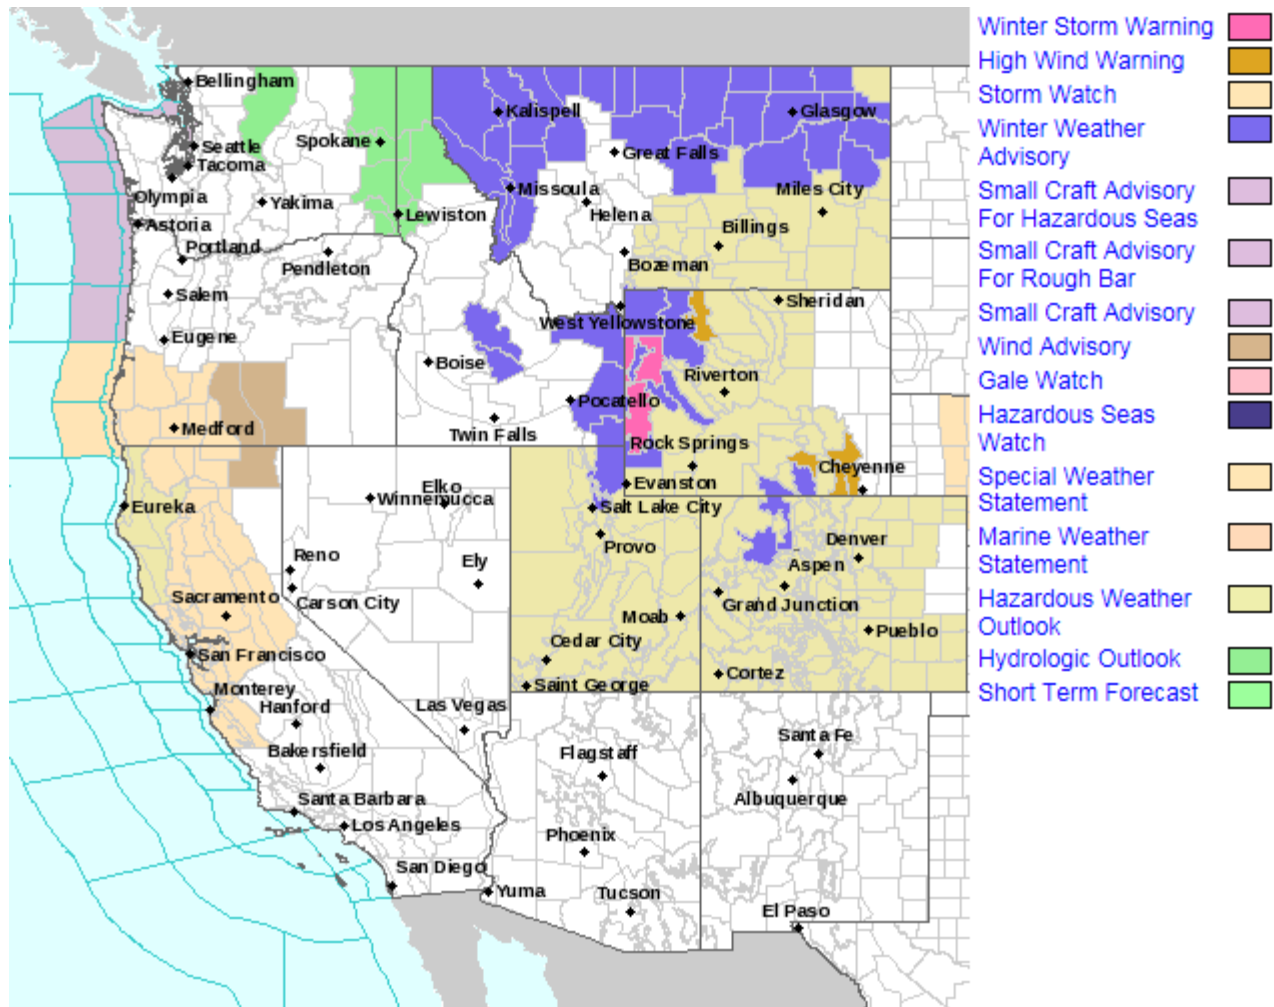 Winter Storm Warning
High Wind Warning
Storm Watch
Winter Weather
Advisory
Small Craft Advisory
For Hazardous Seas
Small Craft Advisory
For Rough Bar
Small Craft Advisory
Wind Advisory
Gale Watch
Hazardous Seas
Watch
Special Weather
Statement
Marine Weather
Statement
Hazardous Weather
Outlook
Hydrologic Outlook
Short Term Forecast
Bellingham
Kalispell
Glasgow
Seattle
Spokane
Great Falls
Tacoma
Olympia
Yakima
Lewiston
Missoula
Helena
Miles City
Astoria
Portland
Pendleton
Billings
Bozeman
Salem
Sheridan
Eugene
West Yellowstone
Boise
Riverton
Pocatello
Medford
Twin Falls
Rock Springs
Cheyenne
Evanston
Elko
Winnemucca
Eureka
Salt Lake City
Provo
Denver
Reno
Ely
Aspen
Sacramento
Carson City
Grand Junction
Moab
Pueblo
Cedar City
San Francisco
Cortez
Saint George
Monterey
Hanford
Las Vegas
Bakersfield
Flagstaff
Santa Fe
Albuquerque
Santa Barbara
Los Angeles
Phoenix
San Diego
Yuma
Tucson
El Paso